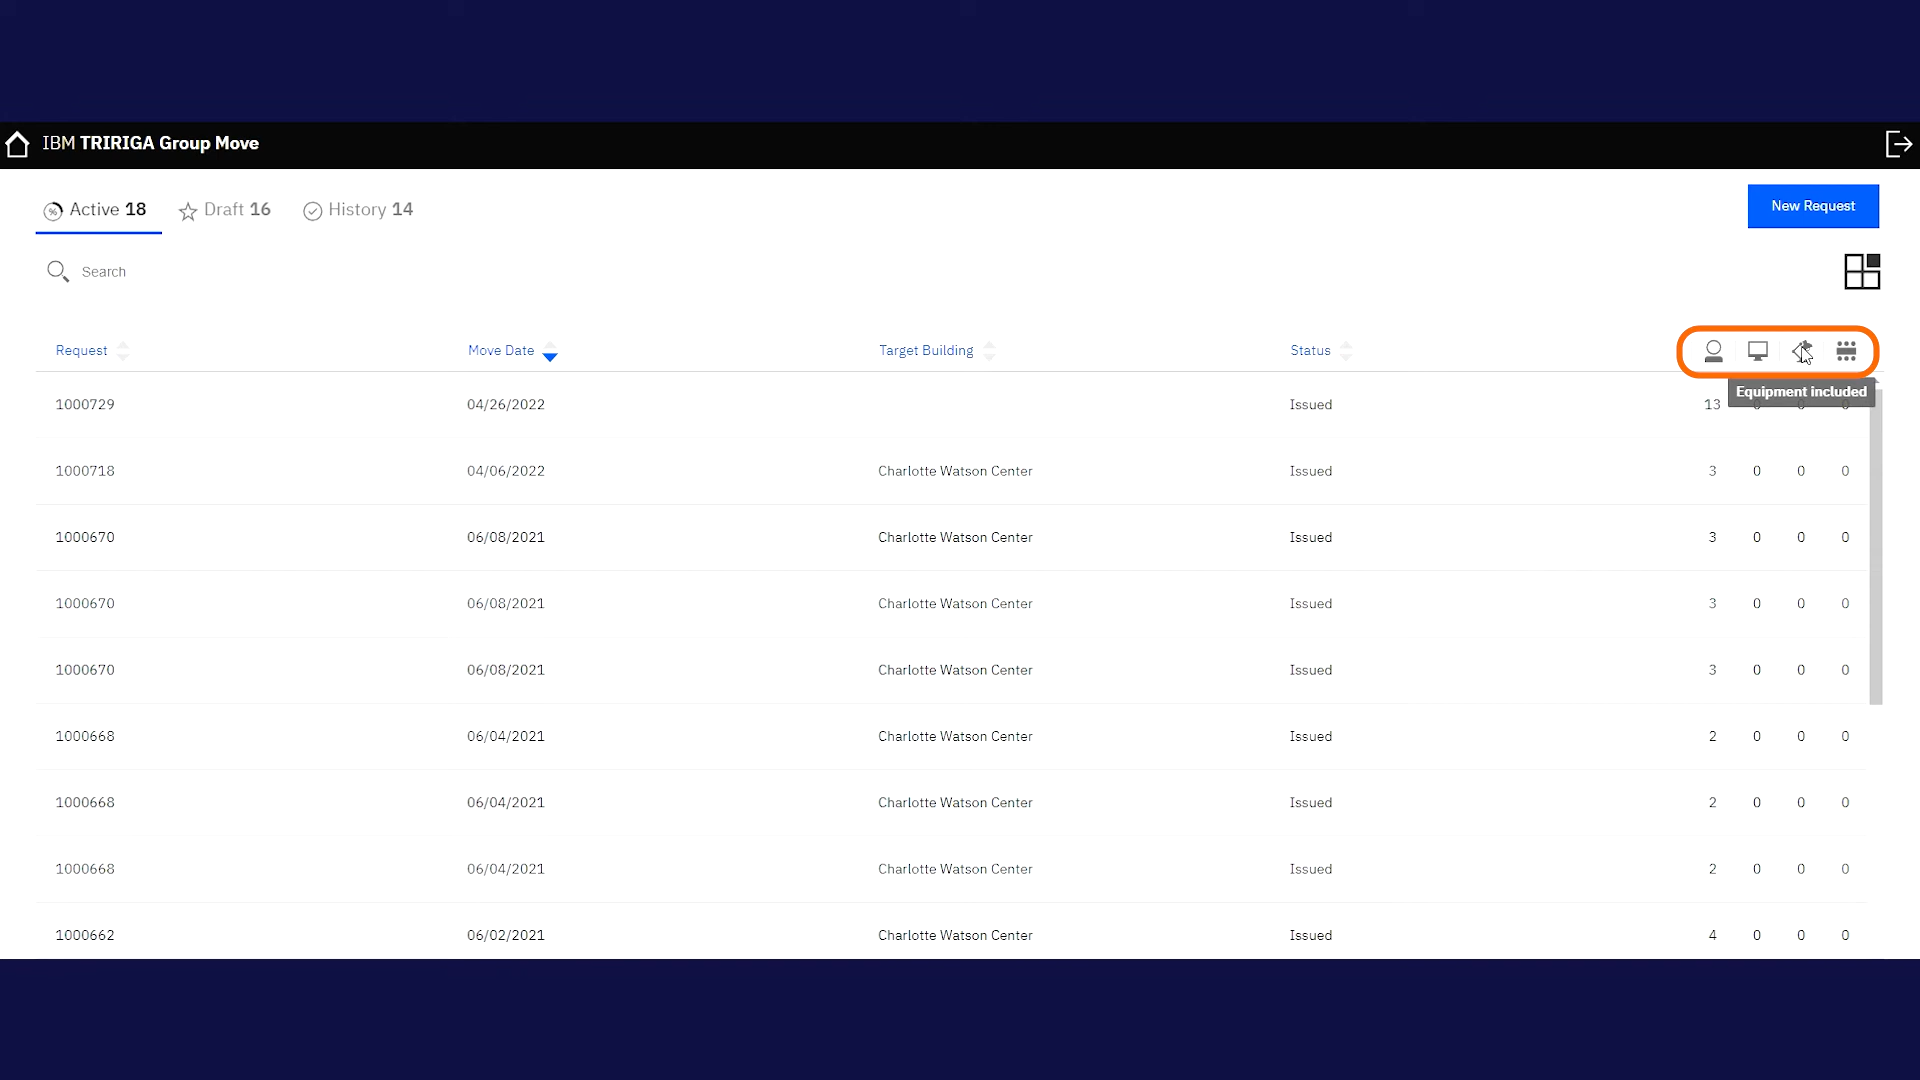 IBM TRIRIGA Group Move
Active 18 Draft 16 History 14 New Request
Search
Request Move Date Target Building Status
Equipment included
1000729 04/26/2022 Issued 13 0 0 0
1000718 04/06/2022 Charlotte Watson Center Issued 3 0 0 0
1000670 06/08/2021 Charlotte Watson Center Issued 3 0 0 0
1000670 06/08/2021 Charlotte Watson Center Issued 3 0 0 0
1000670 06/08/2021 Charlotte Watson Center Issued 3 0 0 0
1000668 06/04/2021 Charlotte Watson Center Issued 2 0 0 0
1000668 06/04/2021 Charlotte Watson Center Issued 2 0 0 0
1000668 06/04/2021 Charlotte Watson Center Issued 2 0 0 0
1000662 06/02/2021 Charlotte Watson Center Issued 4 0 0 0